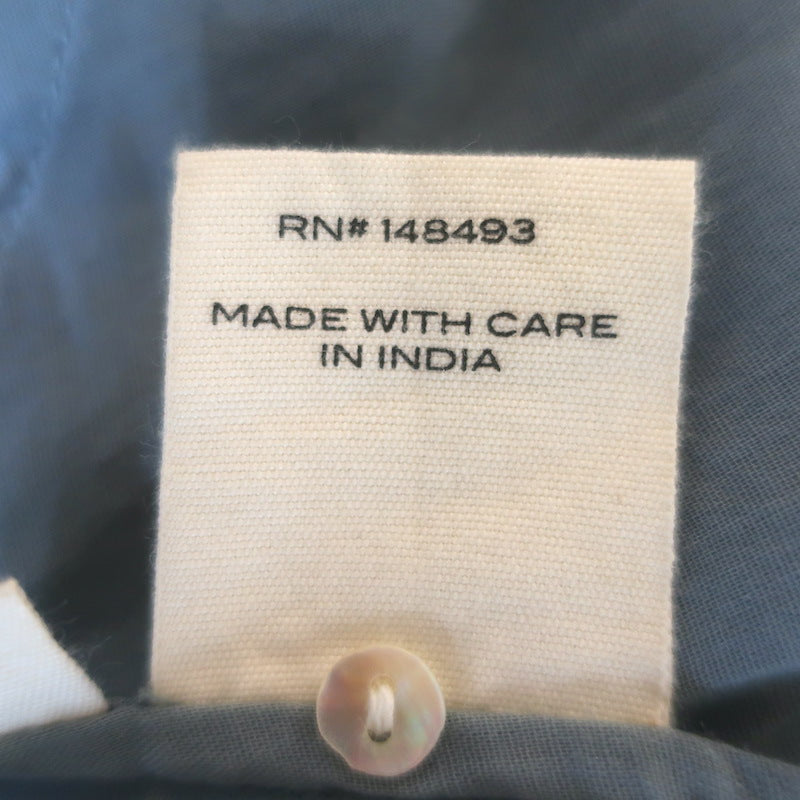 RN# 148493
MADE WITH CARE
IN INDIA